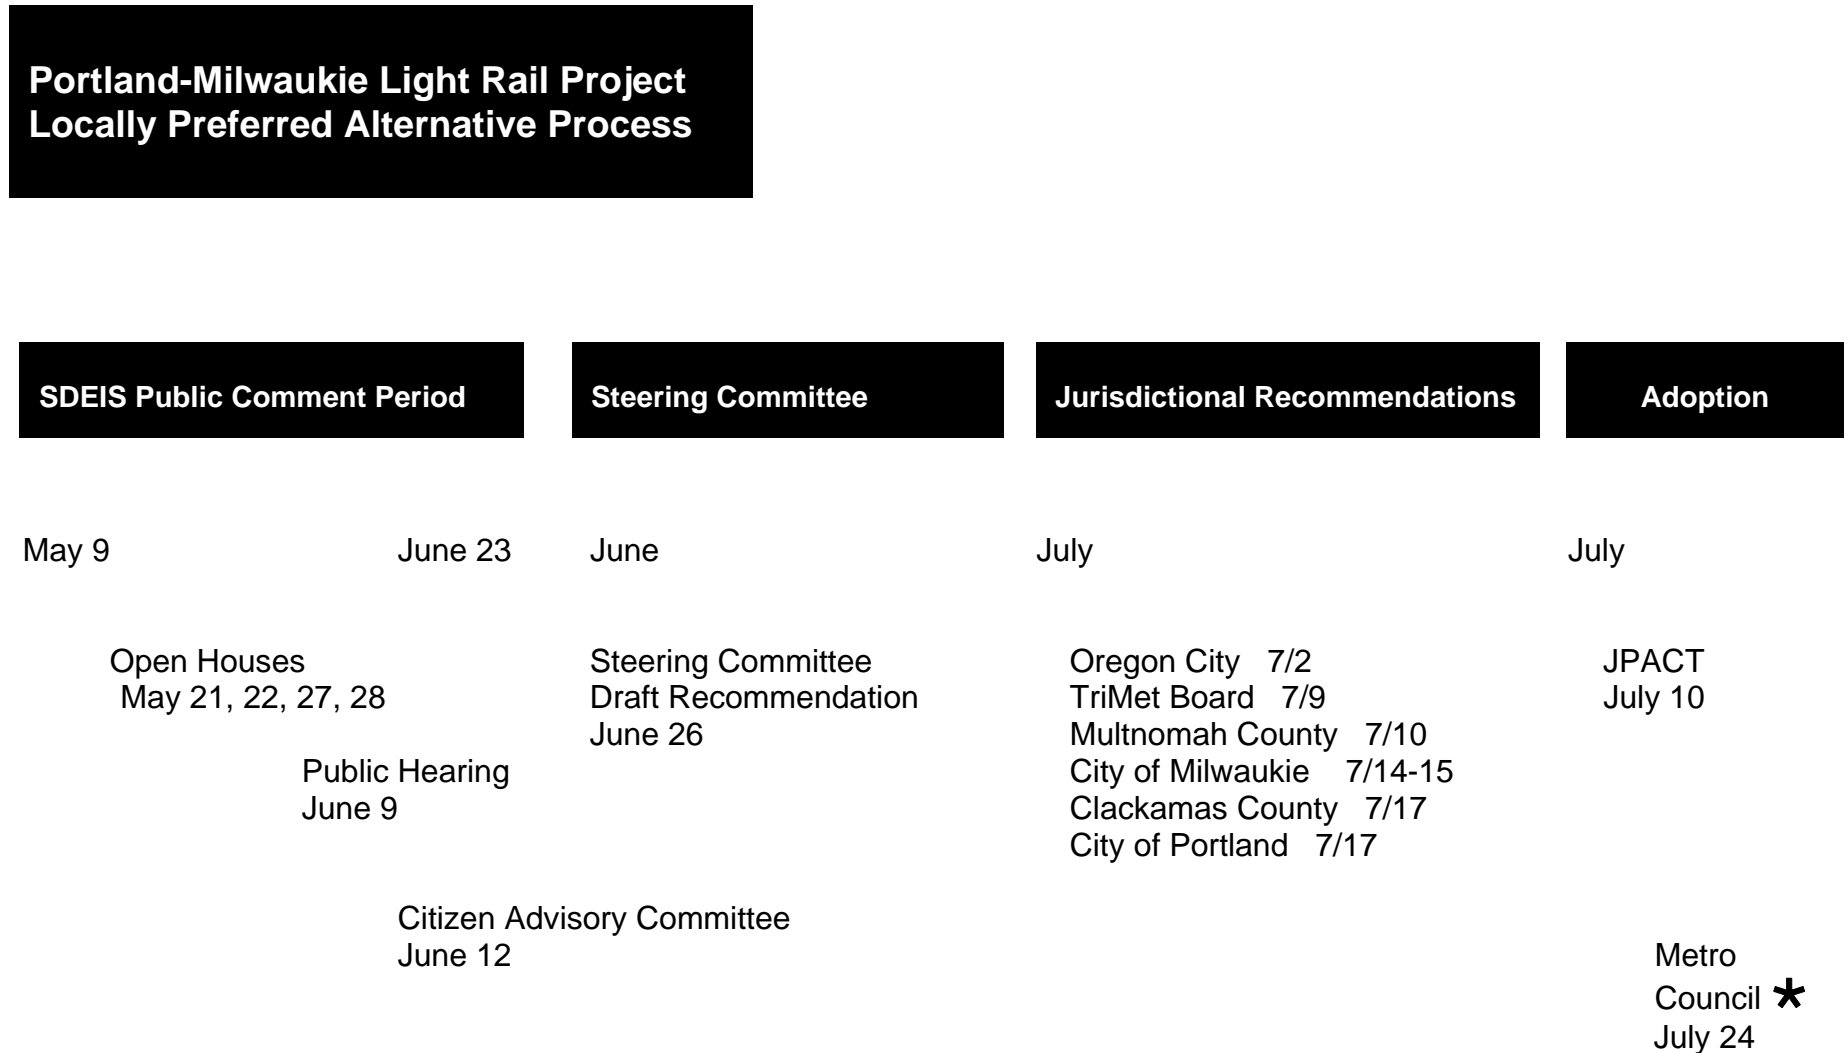 Portland-Milwaukie Light Rail Project
Locally Preferred Alternative Process
SDEIS Public Comment Period
Steering Committee
Jurisdictional Recommendations
Adoption
May 9
June 23
June
July
July
Open Houses
May 21, 22, 27, 28
Public Hearing
June 9
Citizen Advisory Committee
June 12
Steering Committee
Draft Recommendation
June 26
Oregon City 7/2
TriMet Board 7/9
Multnomah County 7/10
City of Milwaukie 7/14-15
Clackamas County 7/17
City of Portland 7/17
JPACT
July 10
Metro
Council *
July 24